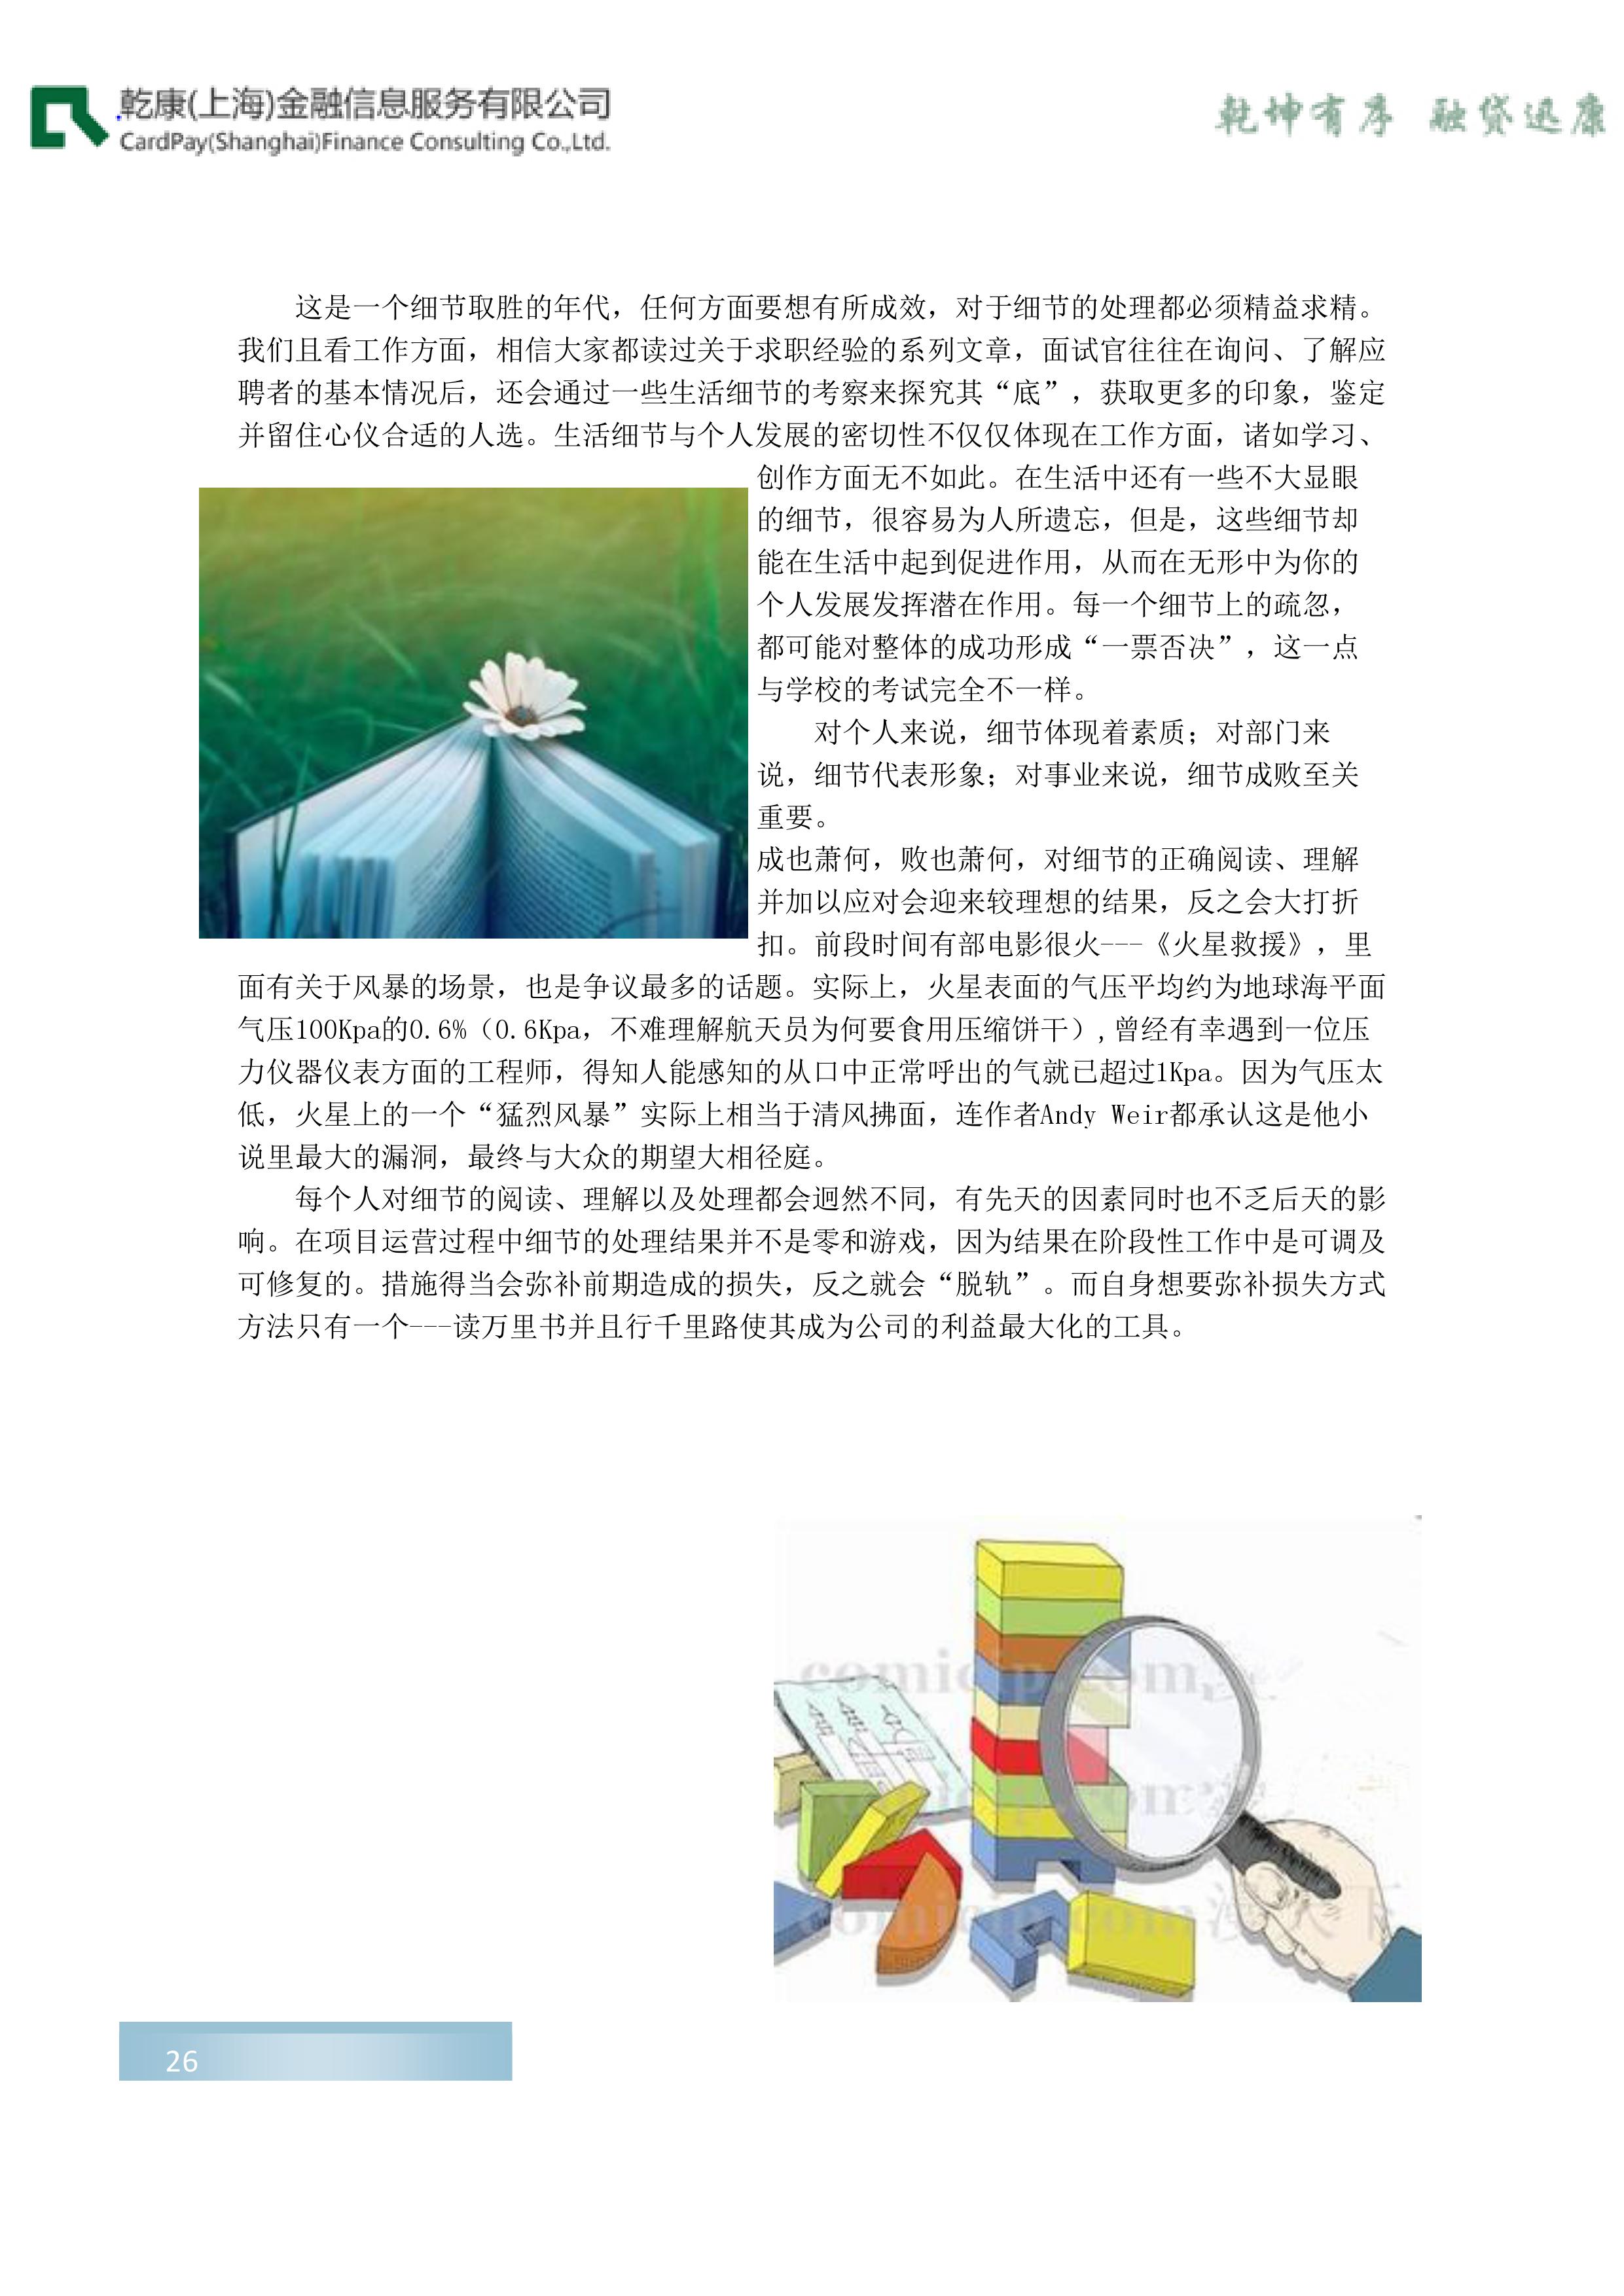 乾康(上海)金融信息服务有限公司
CardPay(Shanghai)Finance Consulting Co.,Ltd.
乾坤有序 融贷迅康
这是一个细节取胜的年代，任何方面要想有所成效，对于细节的处理都必须精益求精。
我们且看工作方面，相信大家都读过关于求职经验的系列文章，面试官往往在询问、了解应
聘者的基本情况后，还会通过一些生活细节的考察来探究其“底”，获取更多的印象，鉴定
并留住心仪合适的人选。生活细节与个人发展的密切性不仅仅体现在工作方面，诸如学习、
创作方面无不如此。在生活中还有一些不大显眼
的细节，很容易为人所遗忘，但是，这些细节却
能在生活中起到促进作用，从而在无形中为你的
个人发展发挥潜在作用。每一个细节上的疏忽，
都可能对整体的成功形成“一票否决”，这一点
与学校的考试完全不一样。
对个人来说，细节体现着素质；对部门来
说，细节代表形象；对事业来说，细节成败至关
重要。
成也萧何，败也萧何，对细节的正确阅读、理解
并加以应对会迎来较理想的结果，反之会大打折
扣。前段时间有部电影很火---《火星救援》，里
面有关于风暴的场景，也是争议最多的话题。实际上，火星表面的气压平均约为地球海平面
气压100Kpa的0.6%（0.6Kpa，不难理解航天员为何要食用压缩饼干）,曾经有幸遇到一位压
力仪器仪表方面的工程师，得知人能感知的从口中正常呼出的气就已超过1Kpa。因为气压太
低，火星上的一个“猛烈风暴”实际上相当于清风拂面，连作者Andy Weir都承认这是他小
说里最大的漏洞，最终与大众的期望大相径庭。
每个人对细节的阅读、理解以及处理都会迥然不同，有先天的因素同时也不乏后天的影
响。在项目运营过程中细节的处理结果并不是零和游戏，因为结果在阶段性工作中是可调及
可修复的。措施得当会弥补前期造成的损失，反之就会“脱轨”。而自身想要弥补损失方式
方法只有一个---读万里书并且行千里路使其成为公司的利益最大化的工具。
comicip.com
comicip.com
26